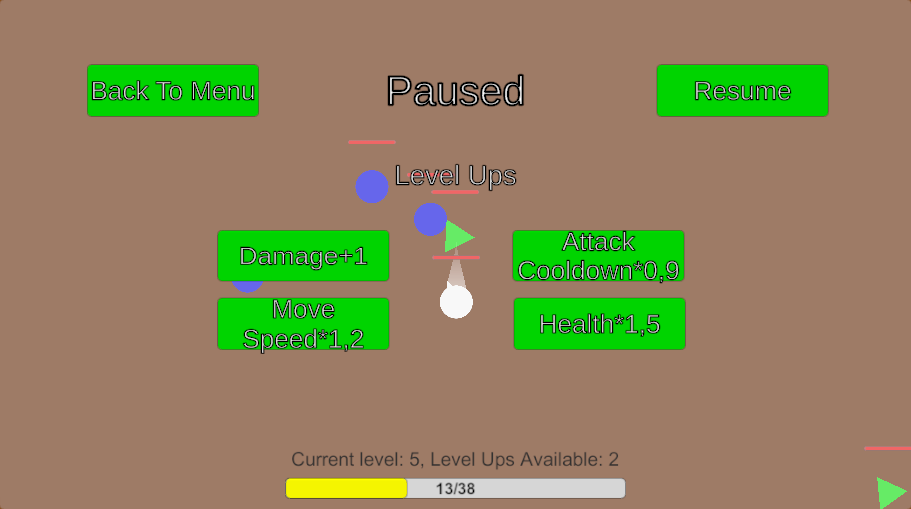 Back To Menu
Paused
Resume
Level Ups
Damage+1
Attack
Cooldown*0,9
Move
Speed*1,2
Health*1,5
Current level: 5, Level Ups Available: 2
13/38